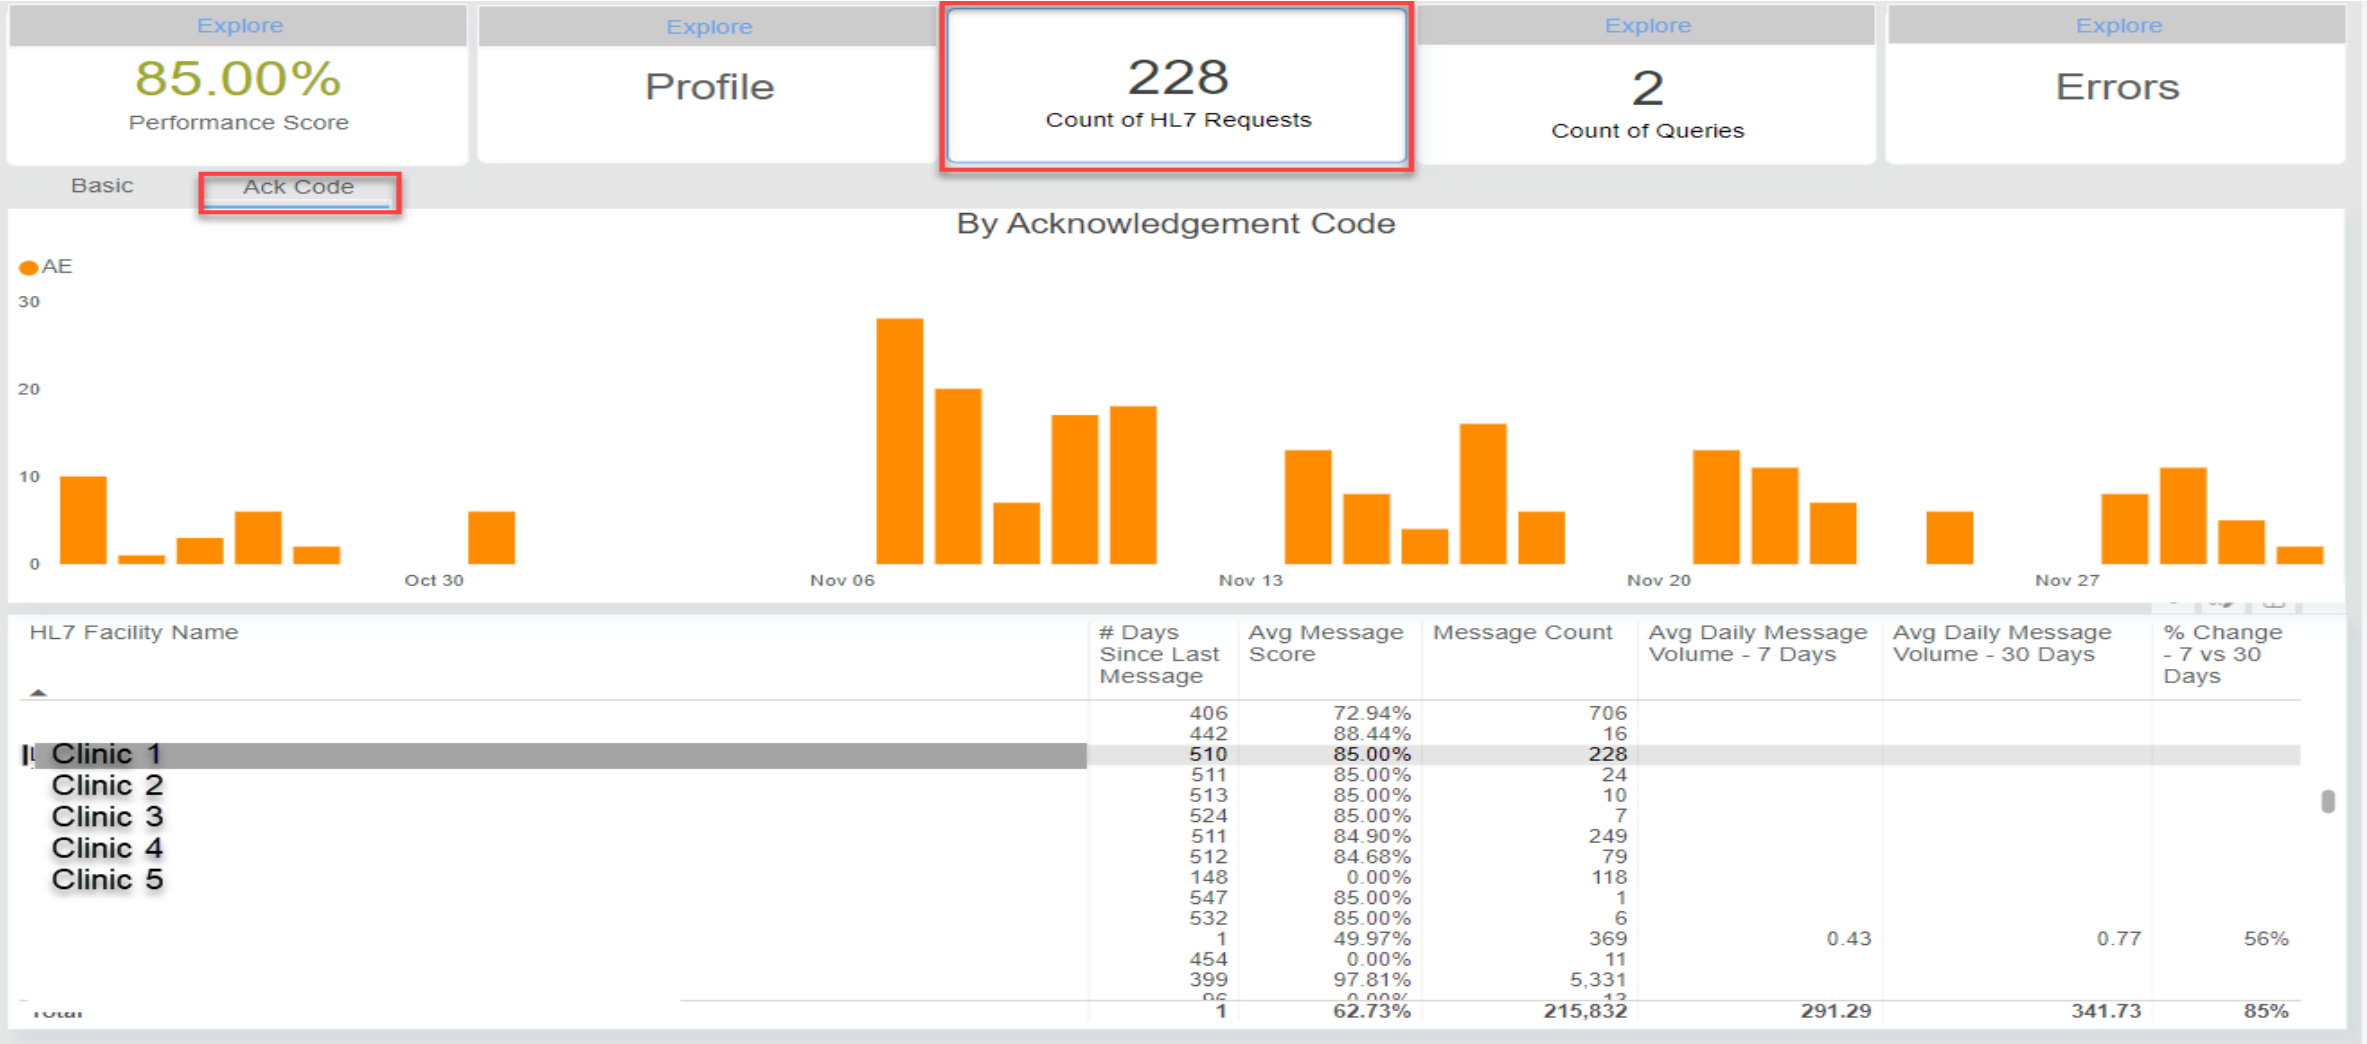 Explore Explore Explore Explore
85.00% Profile 228 2 Errors
Performance Score Count of HL7 Requests Count of Queries
Basic Ack Code
By Acknowledgement Code
AE
30
20
10
0
Oct 30 Nov 06 Nov 13 Nov 20 Nov 27
HL7 Facility Name # Days Since Last Message Avg Message Score Message Count Avg Daily Message Volume - 7 Days Avg Daily Message Volume - 30 Days % Change - 7 vs 30 Days
406 72.94% 706
442 88.44% 16
Clinic 1 510 85.00% 228
Clinic 2 511 85.00% 24
513 85.00% 10
Clinic 3 524 85.00% 7
Clinic 4 511 84.90% 249
512 84.68% 79
Clinic 5 148 0.00% 118
547 85.00% 1
532 85.00% 6
1 49.97% 369 0.43 0.77 56%
454 0.00% 11
399 97.81% 5,331
Total 1 62.73% 215,832 291.29 341.73 85%